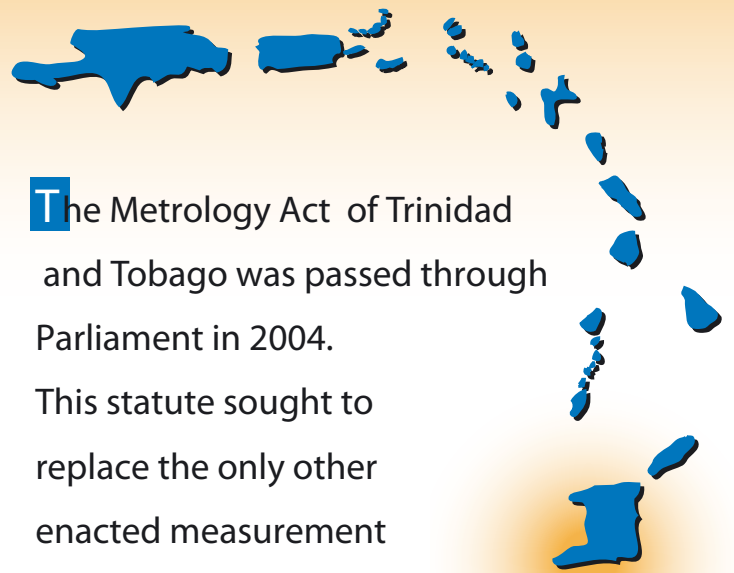 The Metrology Act of Trinidad
and Tobago was passed through
Parliament in 2004.
This statute sought to
replace the only other
enacted measurement